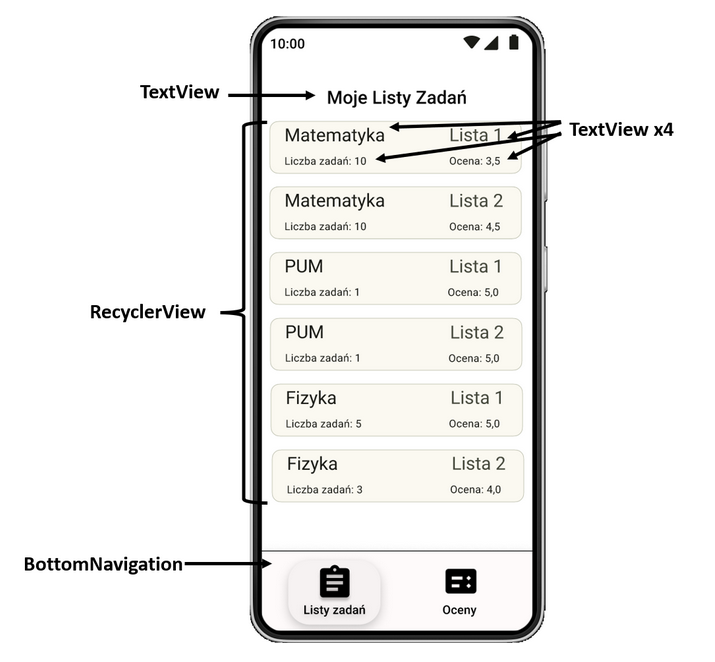 10:00
TextView
Moje Listy Zadań
TextView x4
Matematyka Lista 1
Liczba zadań: 10 Ocena: 3,5
Matematyka Lista 2
Liczba zadań: 10 Ocena: 4,5
PUM Lista 1
Liczba zadań: 1 Ocena: 5,0
RecyclerView
PUM Lista 2
Liczba zadań: 1 Ocena: 5,0
Fizyka Lista 1
Liczba zadań: 5 Ocena: 5,0
Fizyka Lista 2
Liczba zadań: 3 Ocena: 4,0
BottomNavigation
Listy zadań Oceny